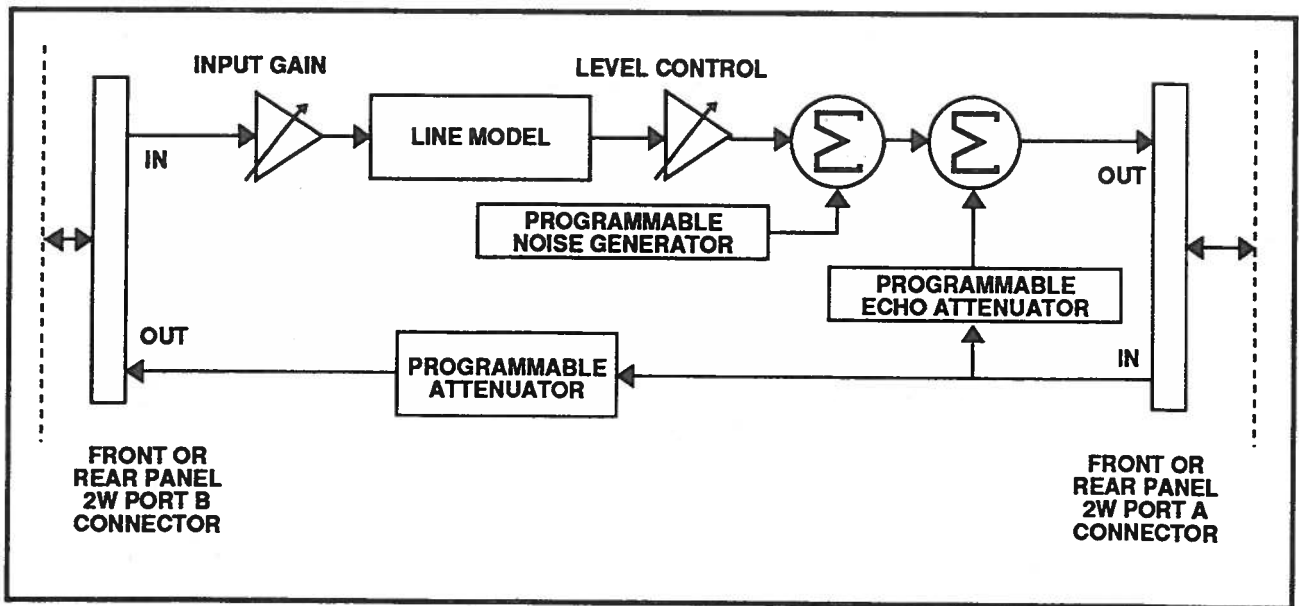 INPUT GAIN
LEVEL CONTROL
LINE MODEL
Σ
Σ
IN
OUT
PROGRAMMABLE
NOISE GENERATOR
PROGRAMMABLE
ECHO ATTENUATOR
OUT
IN
PROGRAMMABLE
ATTENUATOR
FRONT OR
REAR PANEL
2W PORT B
CONNECTOR
FRONT OR
REAR PANEL
2W PORT A
CONNECTOR